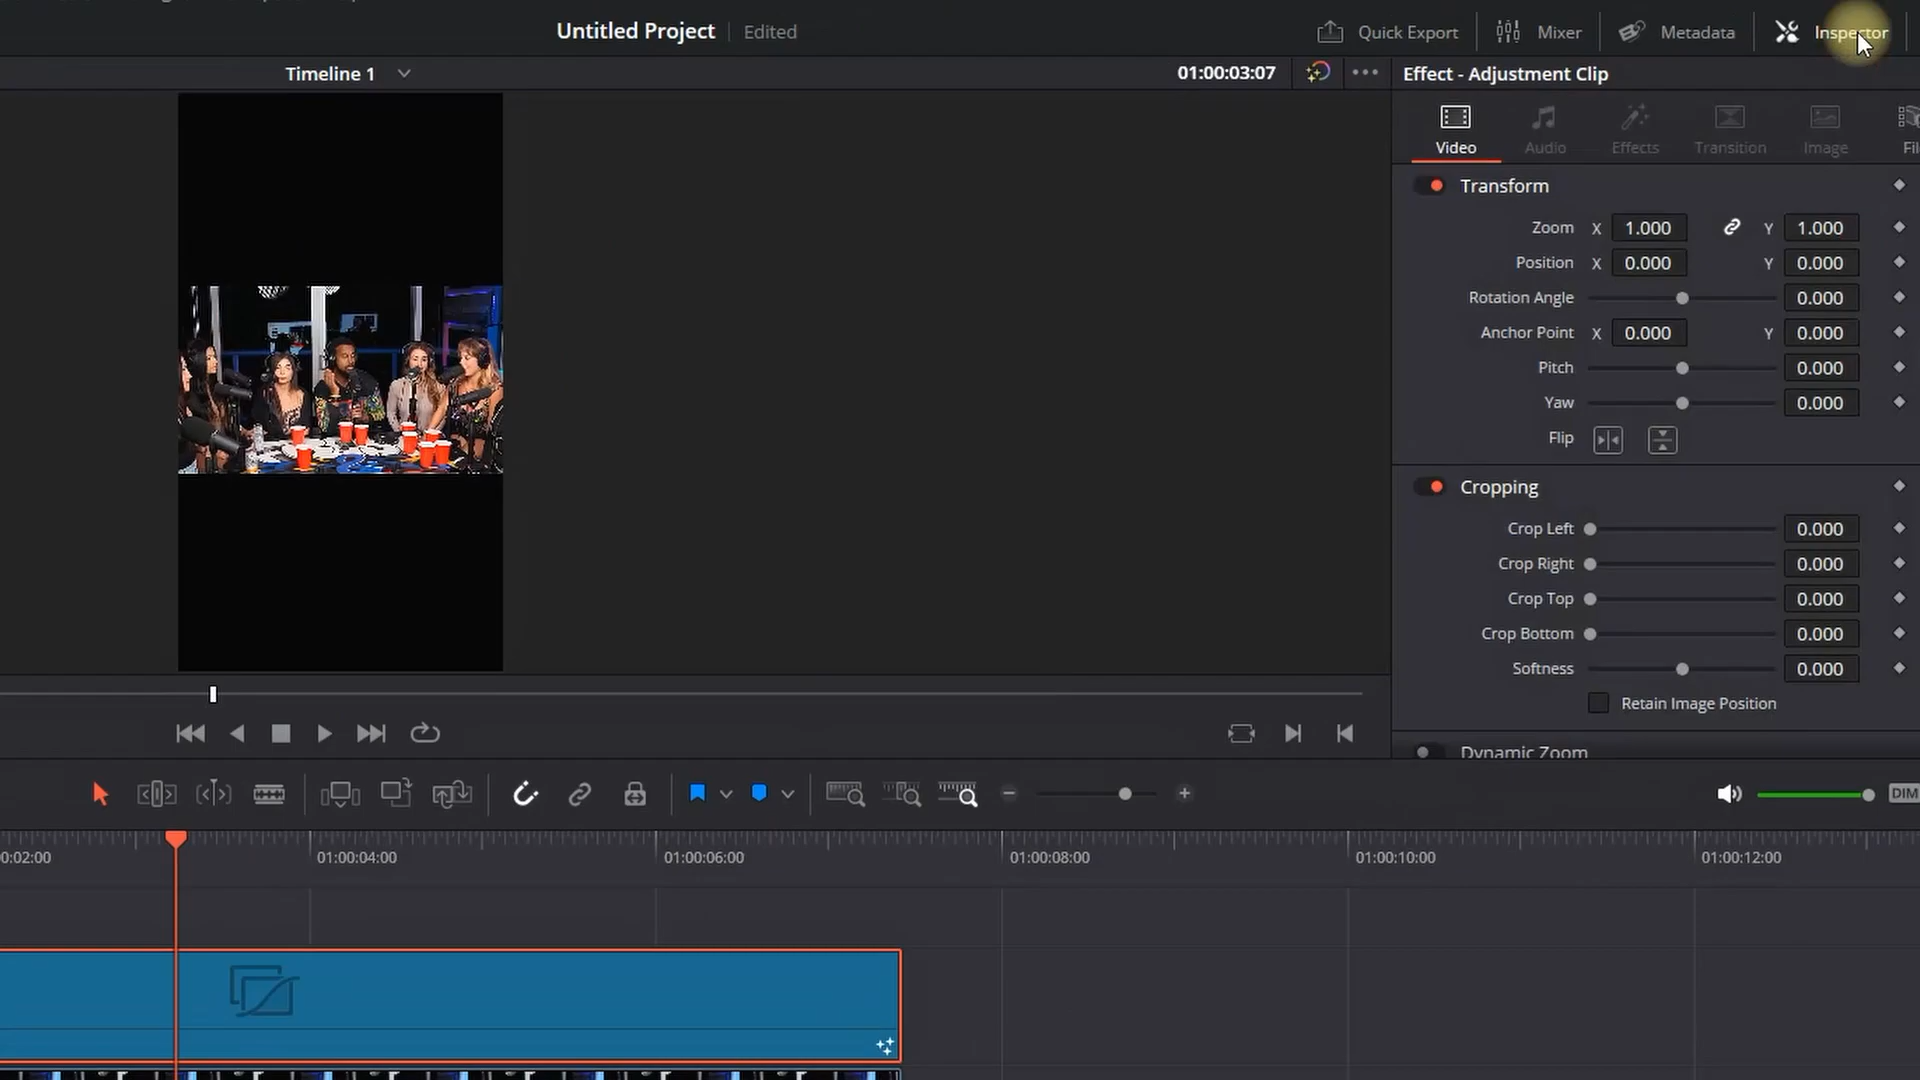 Untitled Project Edited
Quick Export Mixer Metadata Inspector
Timeline 1 01:00:03:07
Effect - Adjustment Clip
Video Audio Effects Transition Image
Transform
Zoom X 1.000 Y 1.000
Position X 0.000 Y 0.000
Rotation Angle 0.000
Anchor Point X 0.000 Y 0.000
Pitch 0.000
Yaw 0.000
Flip
Cropping
Crop Left 0.000
Crop Right 0.000
Crop Top 0.000
Crop Bottom 0.000
Softness 0.000
Retain Image Position
Dynamic Zoom
DIM
0:02:00 01:00:04:00 01:00:06:00 01:00:08:00 01:00:10:00 01:00:12:00